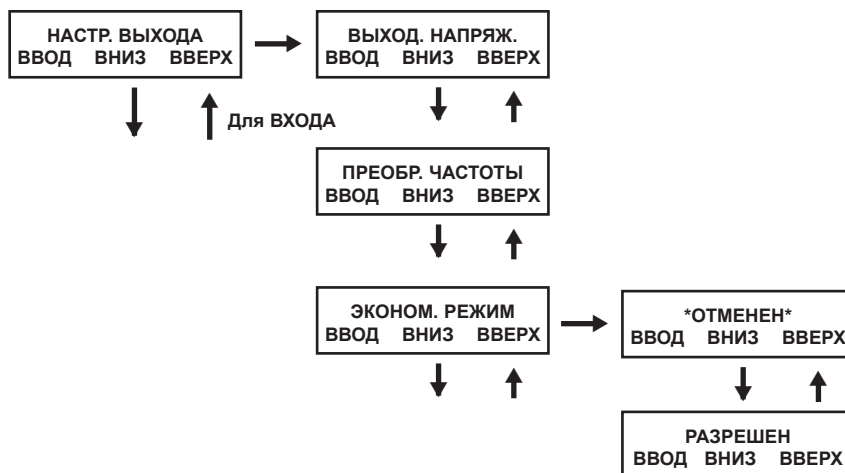 НАСТР. ВЫХОДА
ВВОД ВНИЗ ВВЕРХ
ВЫХОД. НАПРЯЖ.
ВВОД ВНИЗ ВВЕРХ
Для ВХОДА
ПРЕОБР. ЧАСТОТЫ
ВВОД ВНИЗ ВВЕРХ
ЭКОНОМ. РЕЖИМ
ВВОД ВНИЗ ВВЕРХ
*ОТМЕНЕН*
ВВОД ВНИЗ ВВЕРХ
РАЗРЕШЕН
ВВОД ВНИЗ ВВЕРХ